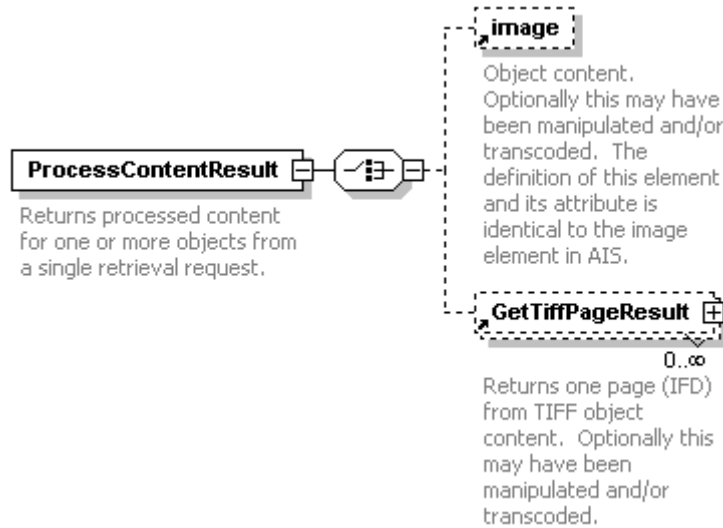 image
Object content.
Optionally this may have
been manipulated and/or
transcoded. The
definition of this element
and its attribute is
identical to the image
element in AIS.
ProcessContentResult
Returns processed content
for one or more objects from
a single retrieval request.
GetTiffPageResult
0..∞
Returns one page (IFD)
from TIFF object
content. Optionally this
may have been
manipulated and/or
transcoded.